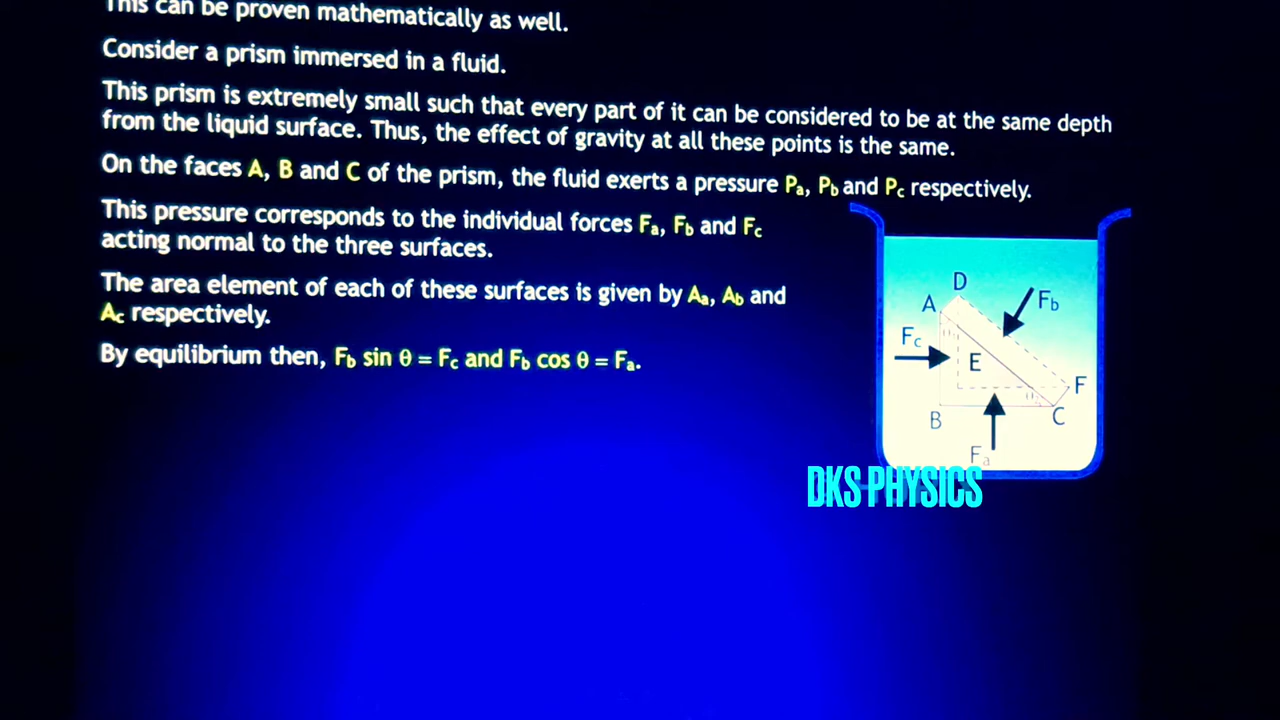 This can be proven mathematically as well.
Consider a prism immersed in a fluid.
This prism is extremely small such that every part of it can be considered to be at the same depth
from the liquid surface. Thus, the effect of gravity at all these points is the same.
On the faces A, B and C of the prism, the fluid exerts a pressure Pa, Pb and Pc respectively.
This pressure corresponds to the individual forces Fa, Fb and Fc
acting normal to the three surfaces.
The area element of each of these surfaces is given by Aa, Ab and
Ac respectively.
By equilibrium then, Fb sin θ = Fc and Fb cos θ = Fa.
D
A
Fb
Fc
θ
E
F
θ
B
C
Fa
DKS PHYSICS